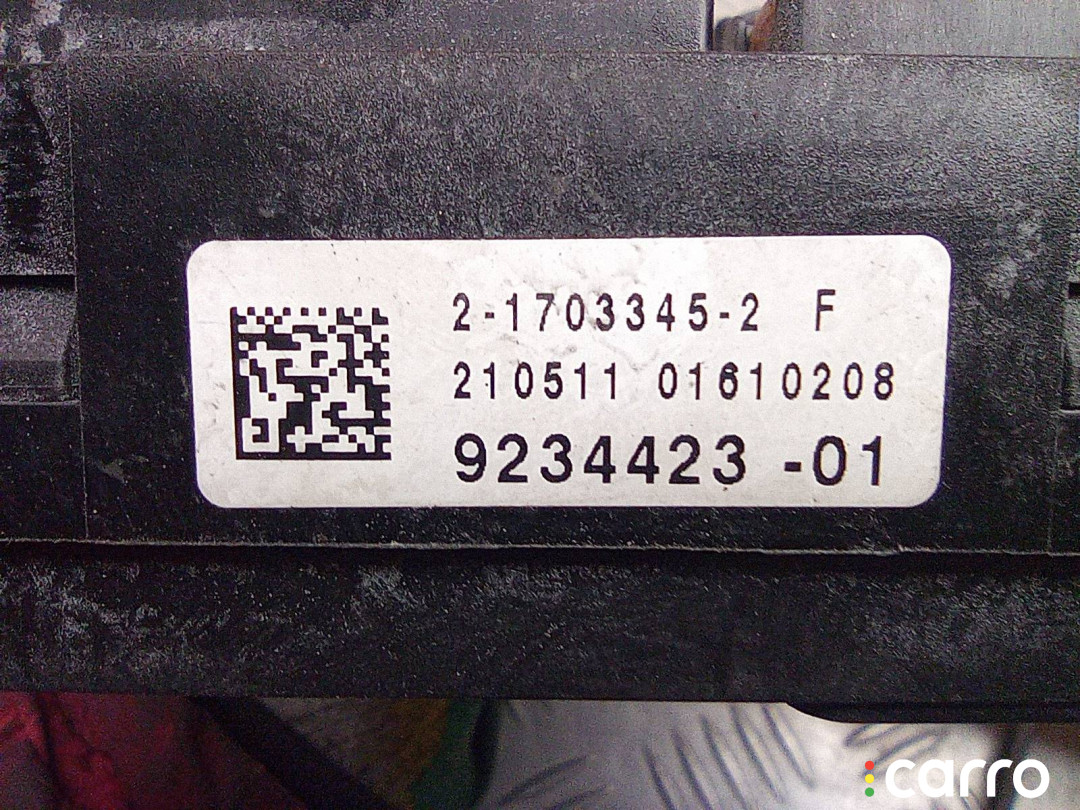 2-1703345-2 F
210511 01610208
9234423 -01
carro